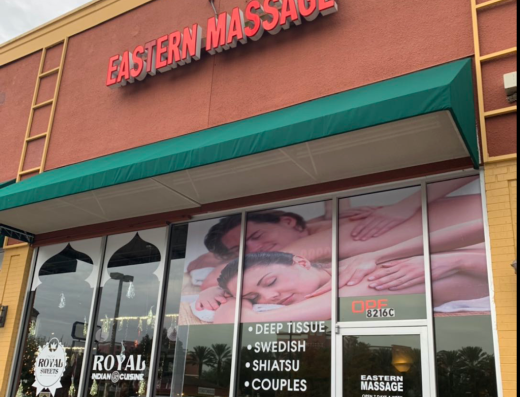 EASTERN MASSAGE
8216C
• DEEP TISSUE
• SWEDISH
• SHIATSU
• COUPLES
ROYAL
SWEETS
ROYAL
INDIAN CUISINE
EASTERN
MASSAGE